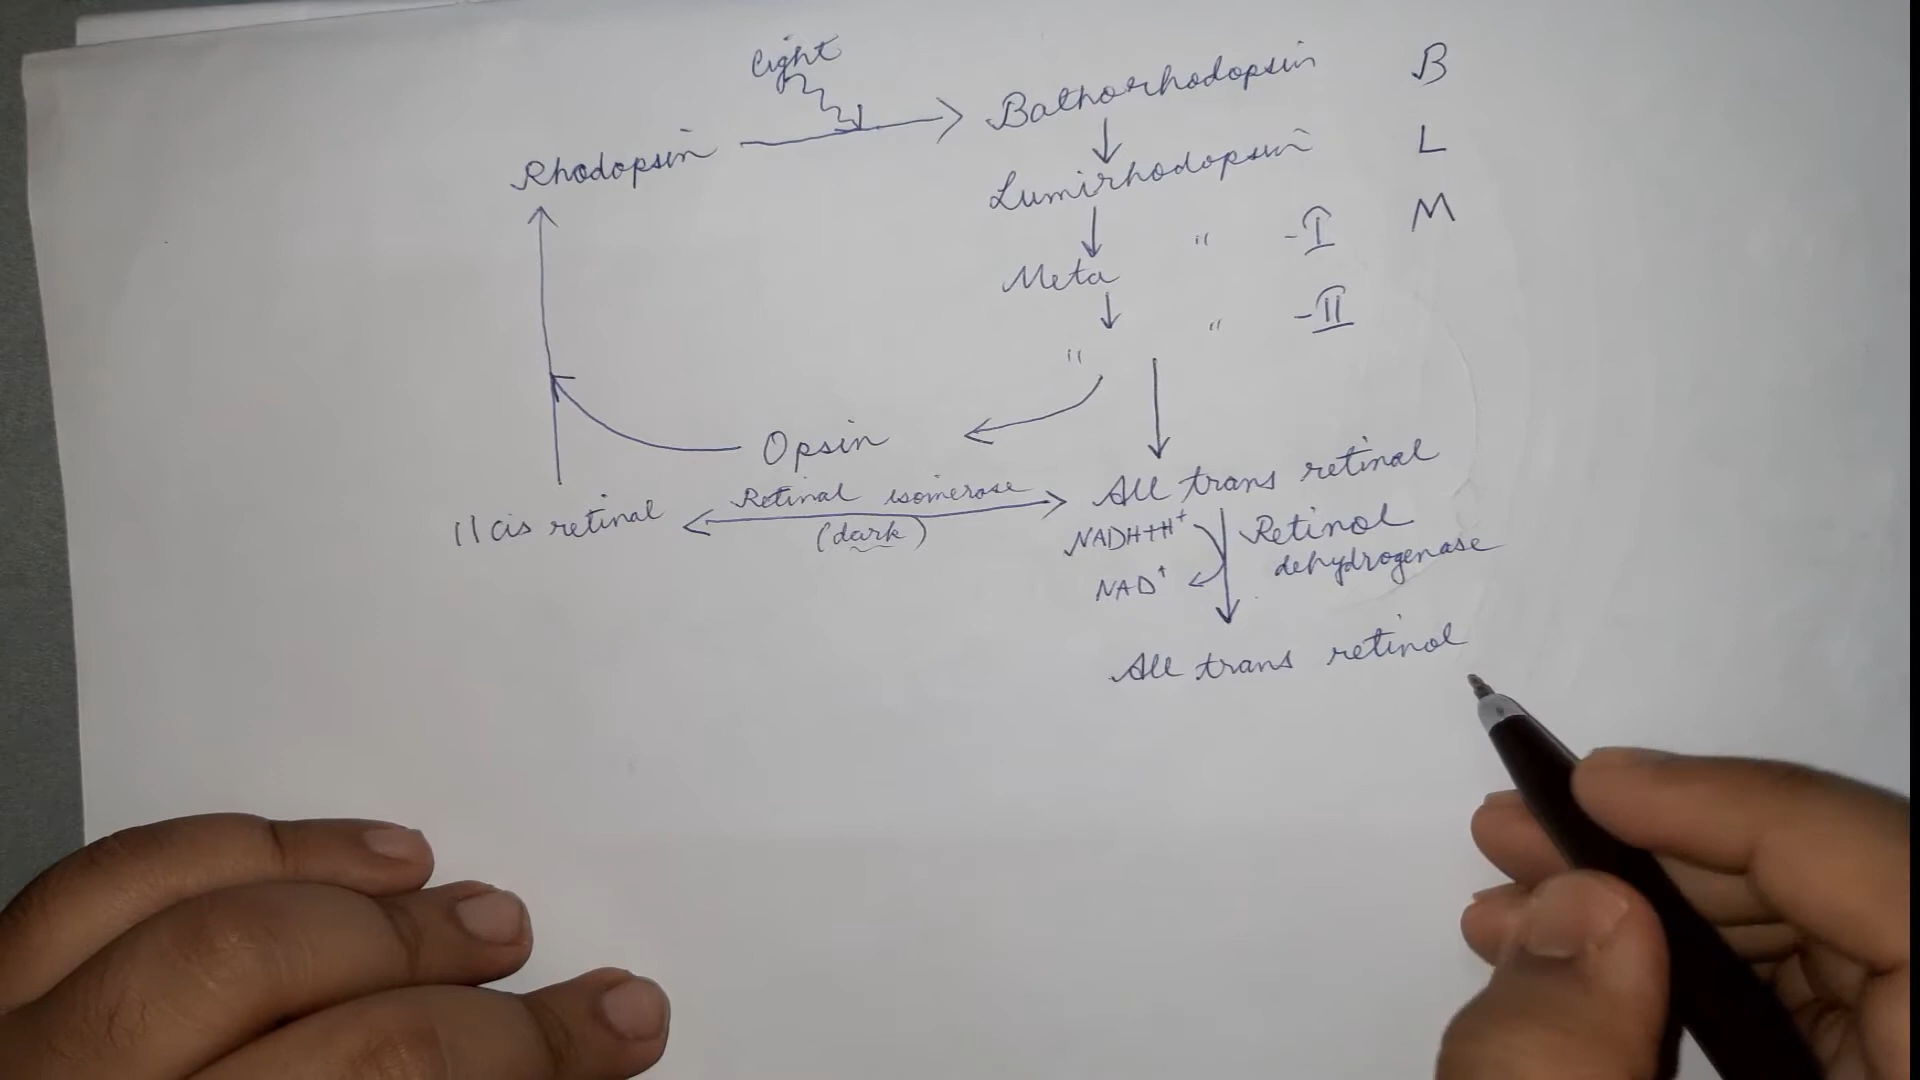 light
Rhodopsin → Bathorhodopsin B
↓
Lumirhodopsin L
↓
Meta " -I M
↓
" " -II
Opsin
All trans retinal
11 cis retinal ↔ Retinal isomerase
(dark)
NADH+H⁺ Retinol
dehydrogenase
NAD⁺
All trans retinol